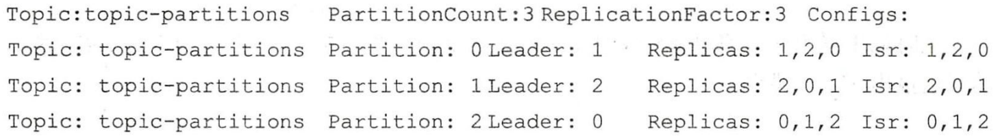 Topic:topic-partitions PartitionCount:3 ReplicationFactor:3 Configs:
Topic: topic-partitions Partition: 0 Leader: 1 Replicas: 1,2,0 Isr: 1,2,0
Topic: topic-partitions Partition: 1 Leader: 2 Replicas: 2,0,1 Isr: 2,0,1
Topic: topic-partitions Partition: 2 Leader: 0 Replicas: 0,1,2 Isr: 0,1,2